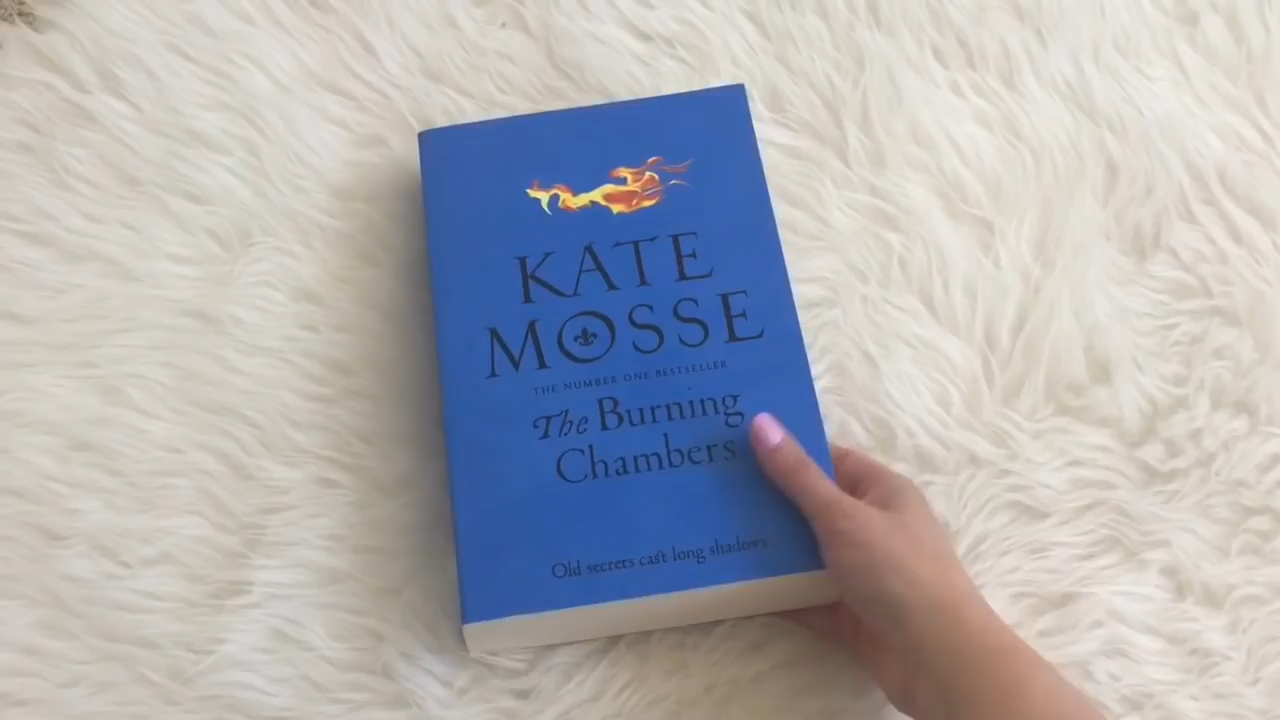 KATE
MOSSE
THE NUMBER ONE BESTSELLER
The Burning
Chambers
Old secrets cast long shadows